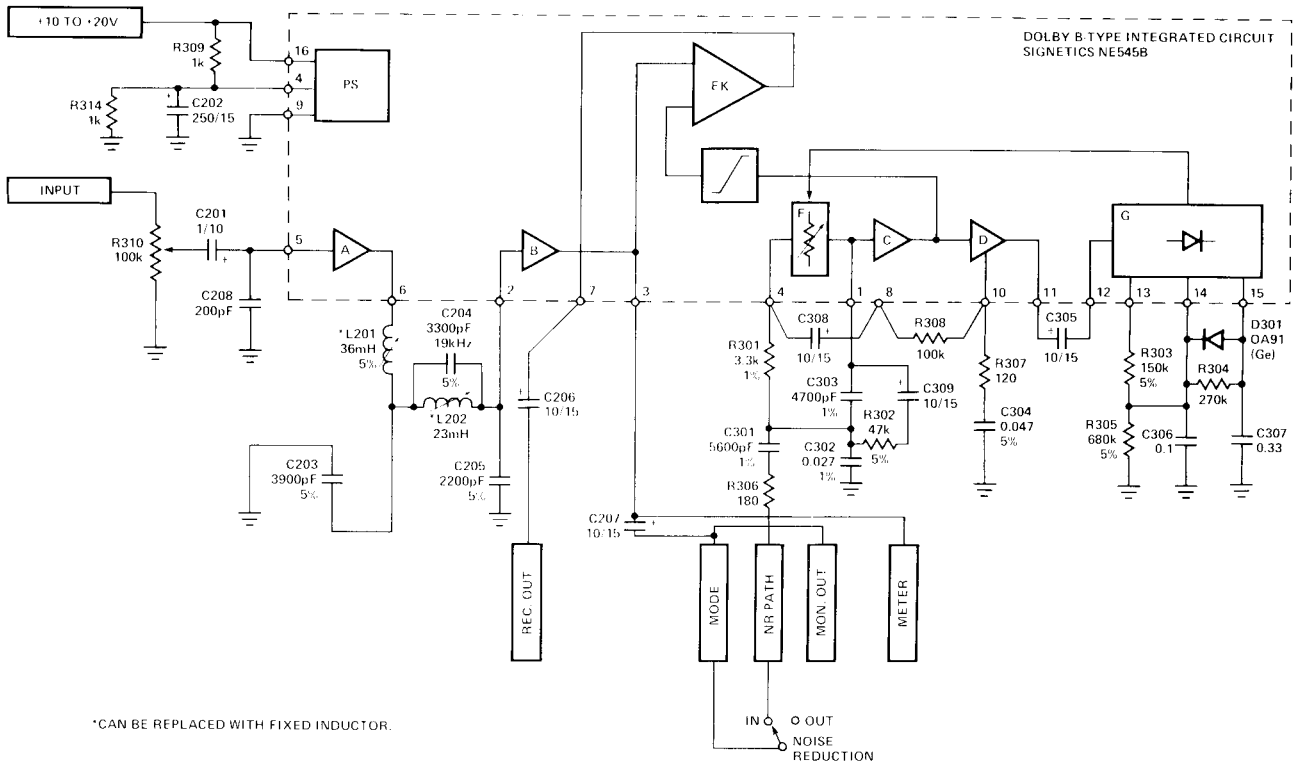 +10 TO +20V
DOLBY B-TYPE INTEGRATED CIRCUIT
SIGNETICS NE545B
R309
1k
16
4
9
PS
R314
1k
C202
250/15
+
EK
INPUT
R310
100k
C201
1/10
+
5
A
C208
200pF
B
F
C
D
G
6
2
7
3
4
1
8
10
11
12
13
14
15
*L201
36mH
5%
C204
3300pF
19kHz
5%
*L202
23mH
C203
3900pF
5%
C205
2200pF
5%
+
C206
10/15
R301
3.3k
1%
C308
+
10/15
R308
100k
C303
4700pF
1%
+
C309
10/15
R302
47k
5%
C301
5600pF
1%
C302
0.027
1%
R306
180
R307
120
C304
0.047
5%
C305
+
10/15
R303
150k
5%
D301
OA91
(Ge)
R304
270k
R305
680k
5%
C306
0.1
C307
0.33
C207
10/15
+
REC. OUT
MODE
NR PATH
MON. OUT
METER
*CAN BE REPLACED WITH FIXED INDUCTOR.
IN
OUT
NOISE
REDUCTION